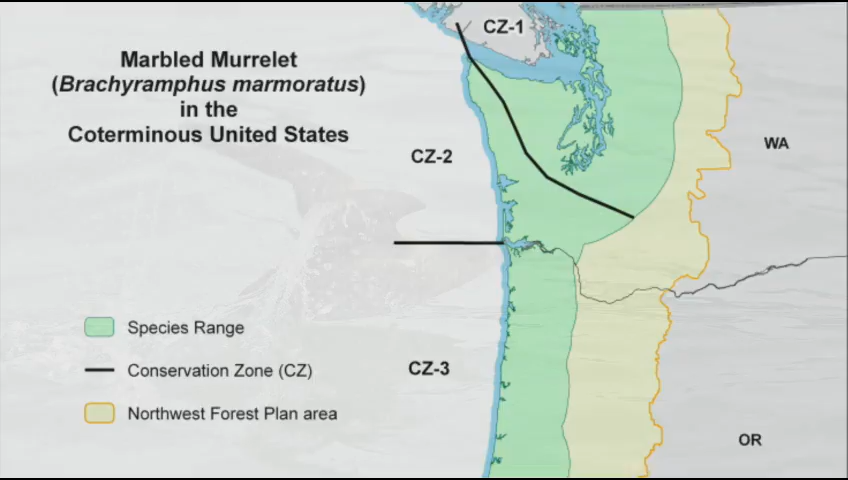 Marbled Murrelet
(Brachyramphus marmoratus)
in the
Coterminous United States
CZ-1
CZ-2
WA
Species Range
Conservation Zone (CZ)
CZ-3
Northwest Forest Plan area
OR